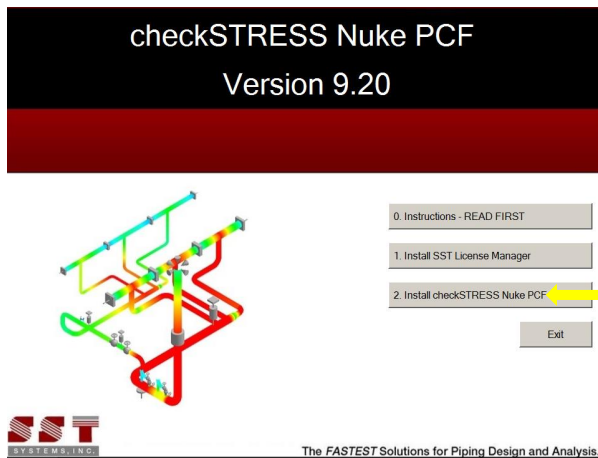 checkSTRESS Nuke PCF
Version 9.20
0. Instructions - READ FIRST
1. Install SST License Manager
2. Install checkSTRESS Nuke PCF
Exit
SST
SYSTEMS, INC.
The FASTEST Solutions for Piping Design and Analysis.